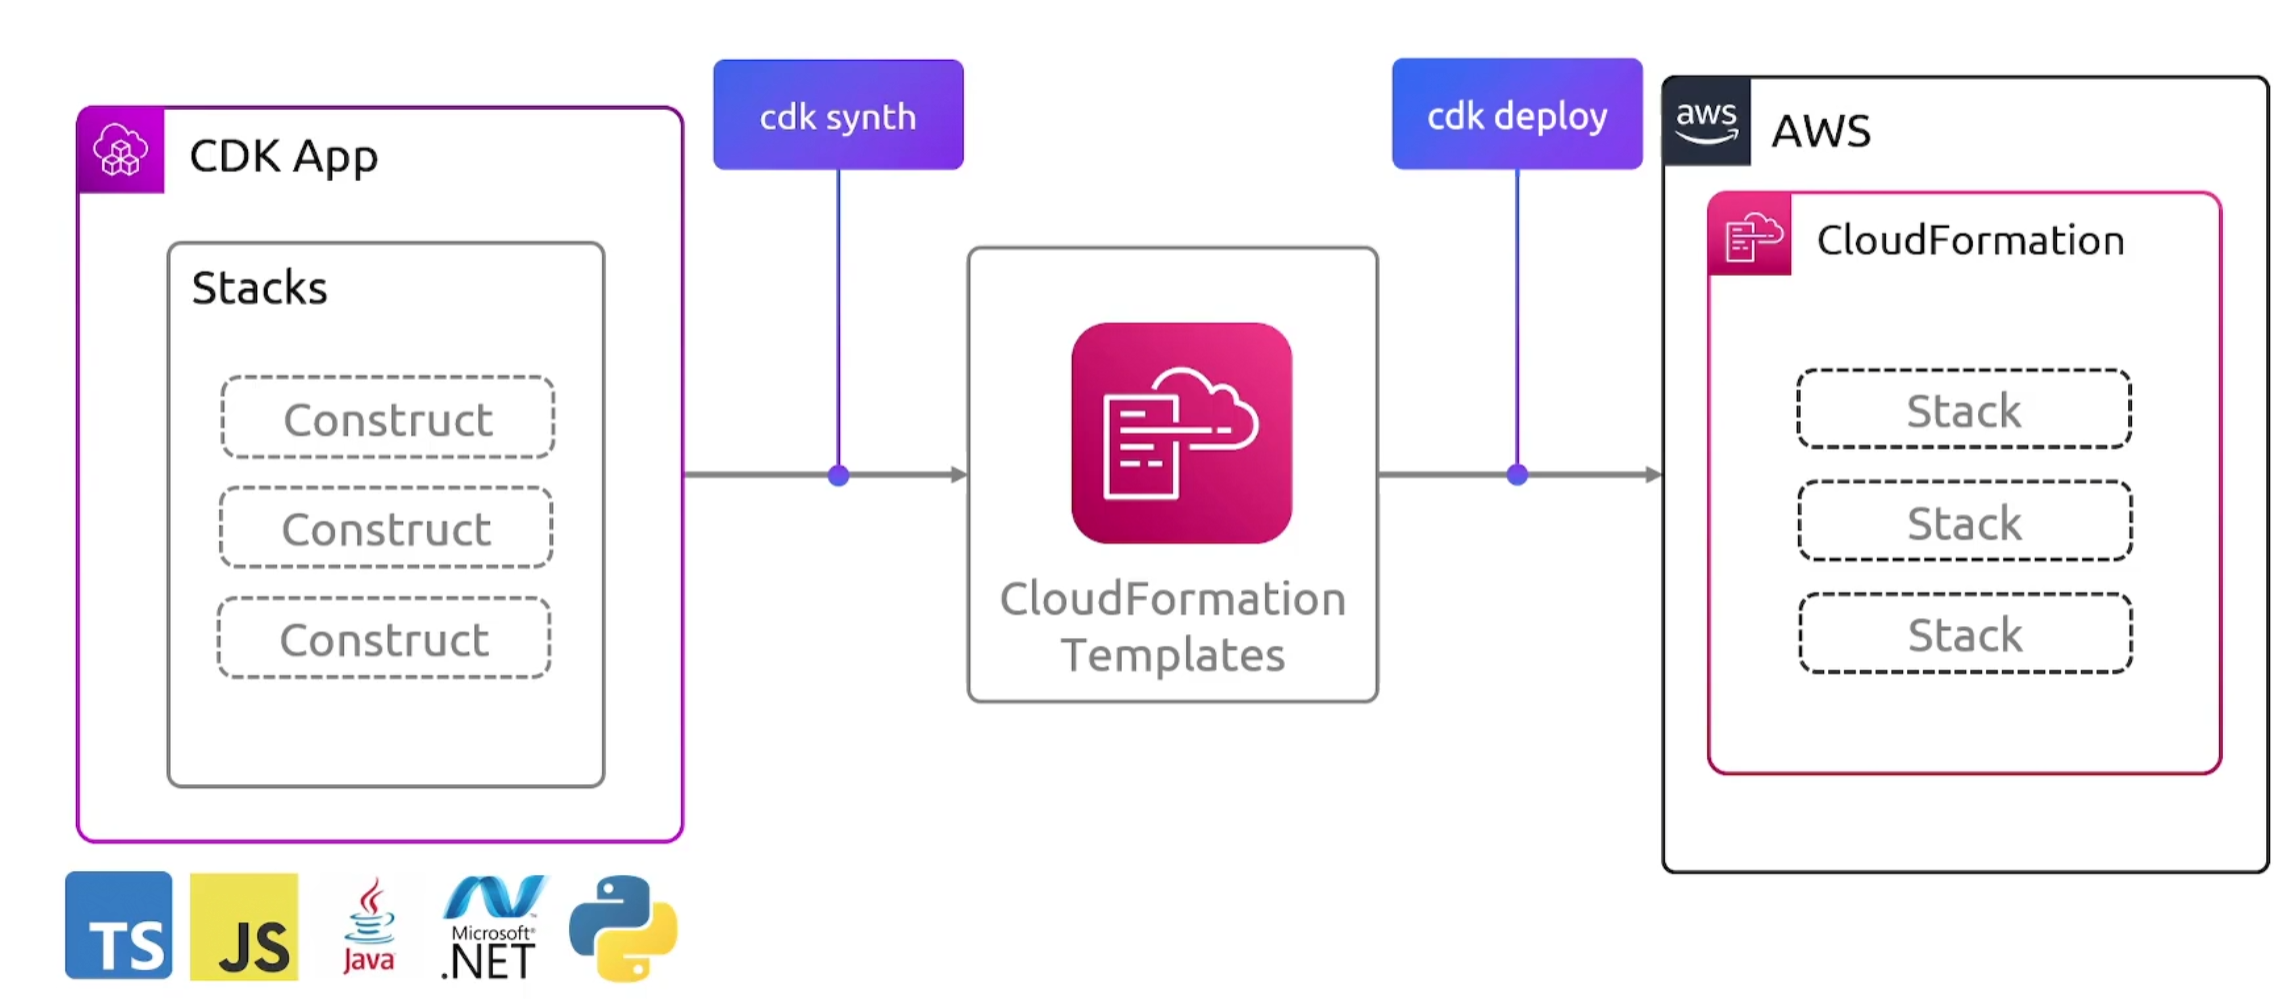 cdk synth
cdk deploy
aws
AWS
CDK App
CloudFormation
Stacks
Construct
Construct
Construct
CloudFormation
Templates
Stack
Stack
Stack
TS
JS
Java
Microsoft®
.NET